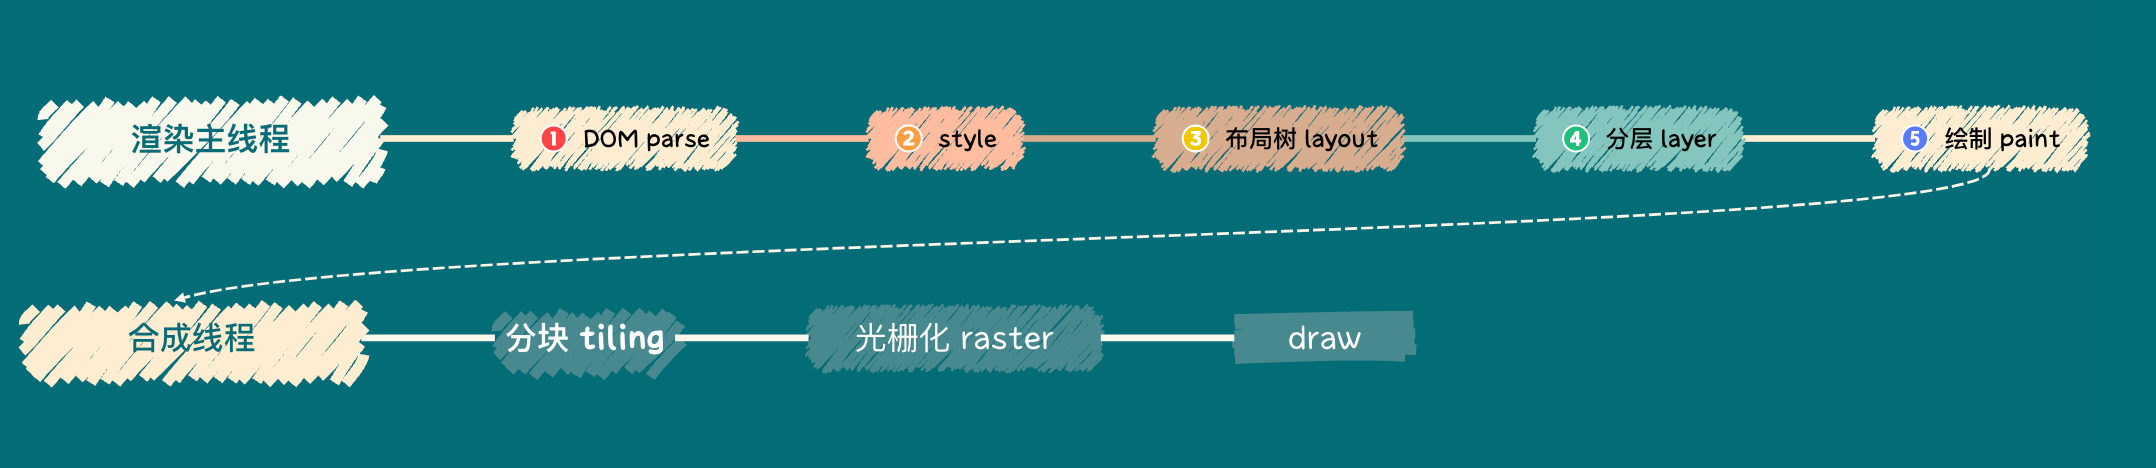 渲染主线程
1 DOM parse
2 style
3 布局树 layout
4 分层 layer
5 绘制 paint
合成线程
分块 tiling
光栅化 raster
draw